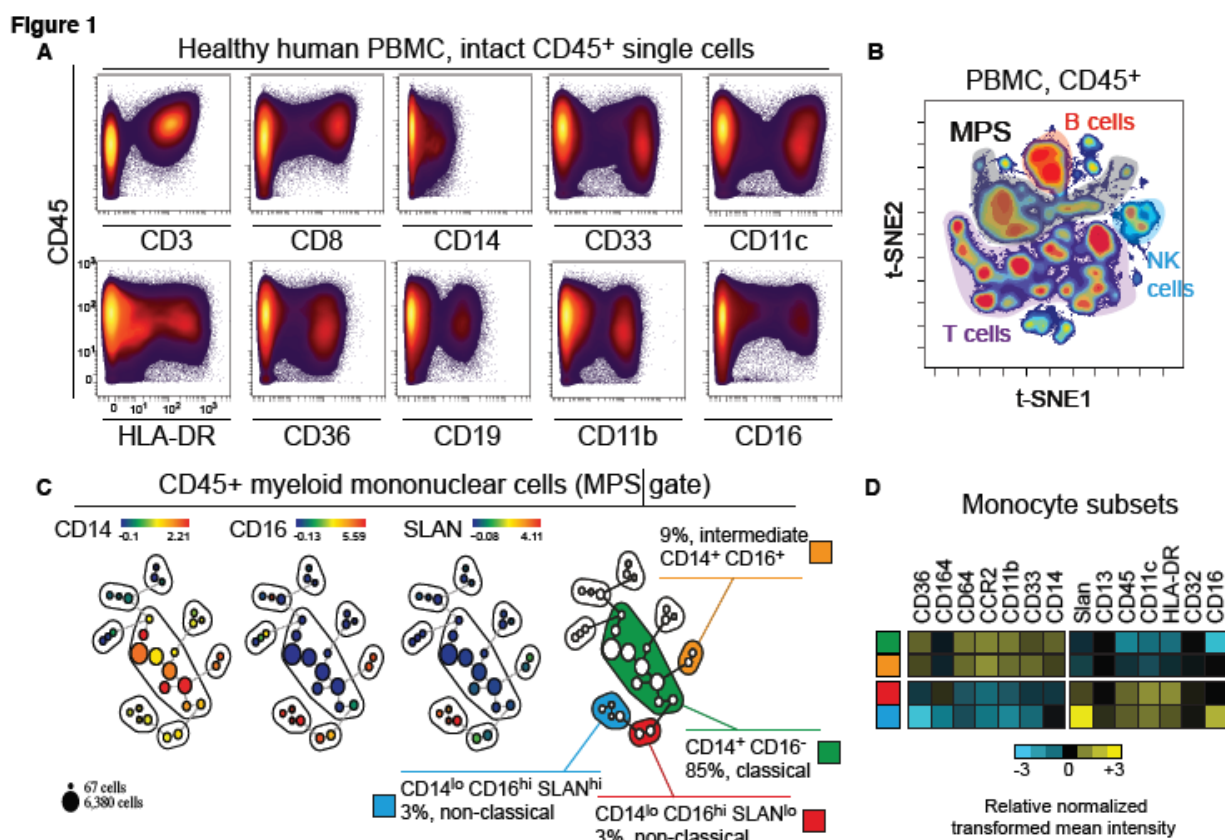 Figure 1
A
Healthy human PBMC, intact CD45+ single cells
CD45
CD3
CD8
CD14
CD33
CD11c
10³
10²
10¹
0
0 10¹ 10² 10³
HLA-DR
CD36
CD19
CD11b
CD16
B
PBMC, CD45+
MPS
B cells
NK
cells
T cells
t-SNE2
t-SNE1
C
CD45+ myeloid mononuclear cells (MPS gate)
CD14
-0.1 2.21
CD16
-0.13 5.59
SLAN
-0.08 4.11
9%, intermediate
CD14+ CD16+
CD14+ CD16-
85%, classical
CD14lo CD16hi SLANhi
3%, non-classical
CD14lo CD16hi SLANlo
3%, non-classical
67 cells
6,380 cells
D
Monocyte subsets
CD36
CD164
CD64
CCR2
CD11b
CD33
CD14
Slan
CD13
CD45
CD11c
HLA-DR
CD32
CD16
-3 0 +3
Relative normalized
transformed mean intensity